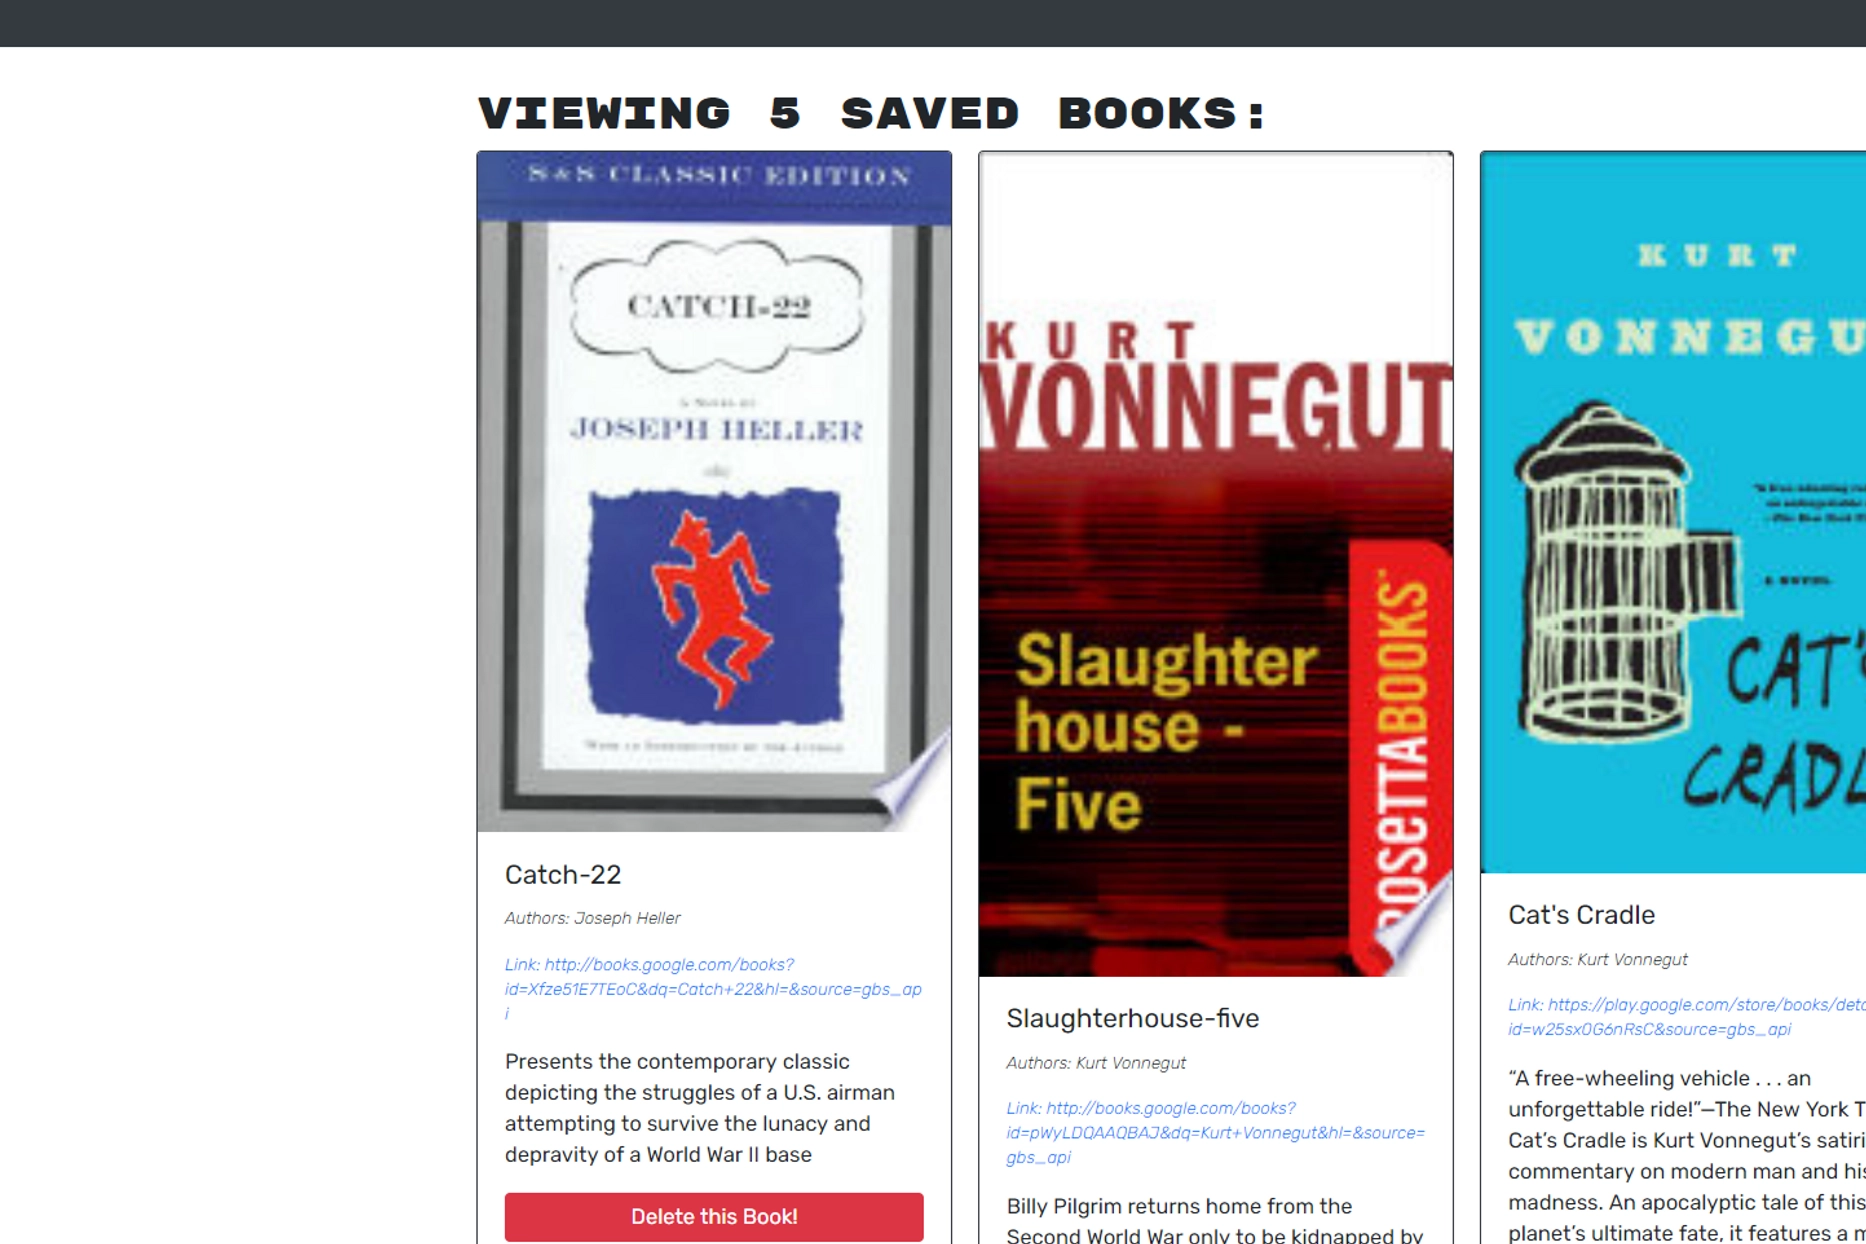 VIEWING 5 SAVED BOOKS:
S&S CLASSIC EDITION
CATCH-22
A NOVEL BY
JOSEPH HELLER
Catch-22
Authors: Joseph Heller
Link: http://books.google.com/books?
id=Xfze51E7TEoC&dq=Catch+22&hl=&source=gbs_ap
i
Presents the contemporary classic
depicting the struggles of a U.S. airman
attempting to survive the lunacy and
depravity of a World War II base
Delete this Book!
KURT
VONNEGUT
Slaughter
house -
Five
ROSETTABOOKS
Slaughterhouse-five
Authors: Kurt Vonnegut
Link: http://books.google.com/books?
id=pWyLDQAAQBAJ&dq=Kurt+Vonnegut&hl=&source=
gbs_api
Billy Pilgrim returns home from the
Second World War only to be kidnapped by
KURT
VONNEGU
A NOVEL
CAT'S
CRADL
Cat's Cradle
Authors: Kurt Vonnegut
Link: https://play.google.com/store/books/deta
id=w25sx0G6nRsC&source=gbs_api
“A free-wheeling vehicle . . . an
unforgettable ride!”—The New York T
Cat’s Cradle is Kurt Vonnegut’s satiri
commentary on modern man and his
madness. An apocalyptic tale of this
planet’s ultimate fate, it features a m